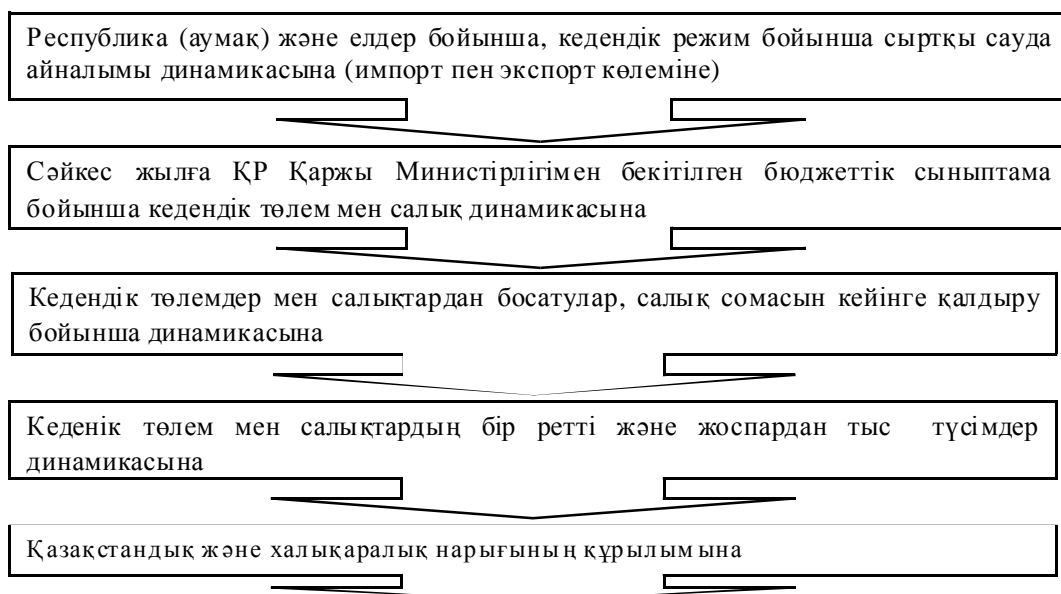 Республика (аумақ) және елдер бойынша, кедендік режим бойынша сыртқы сауда
айналымы динамикасына (импорт пен экспорт көлеміне)
Сәйкес жылға ҚР Қаржы Министірлігімен бекітілген бюджеттік сыныптама
бойынша кедендік төлем мен салық динамикасына
Кедендік төлемдер мен салықтардан босатулар, салық сомасын кейінге қалдыру
бойынша динамикасына
Кеденік төлем мен салықтардың бір ретті және жоспардан тыс түсімдер
динамикасына
Қазақстандық және халықаралық нарығының құрылымына